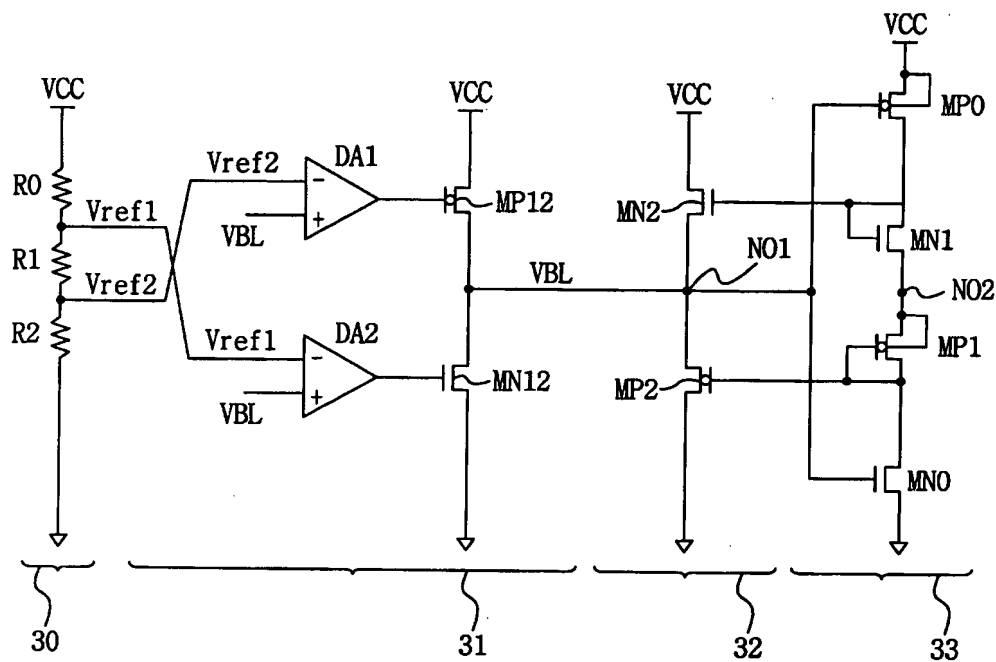 VCC
VCC
VCC
VCC
R0
Vref1
R1
Vref2
R2
Vref2
DA1
−
+
VBL
MP12
Vref1
DA2
−
+
VBL
MN12
VBL
MN2
NO1
MP2
MP0
MN1
NO2
MP1
MN0
30
31
32
33